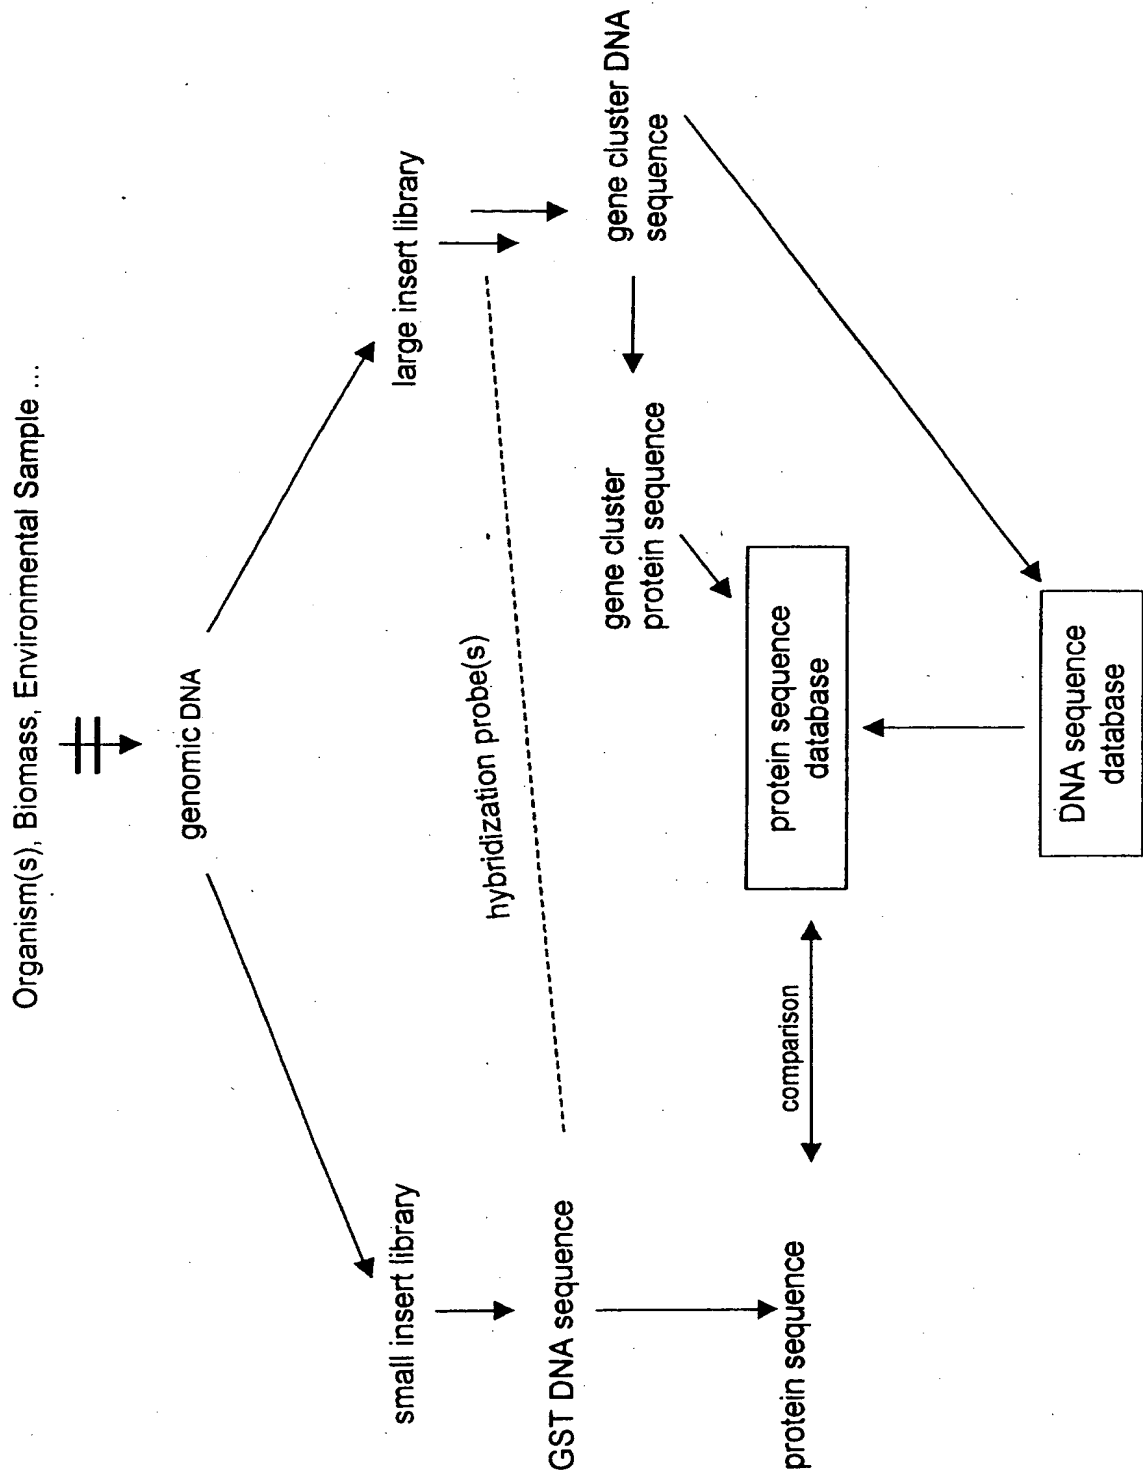 Organism(s), Biomass, Environmental Sample ...
genomic DNA
small insert library
large insert library
hybridization probe(s)
GST DNA sequence
gene cluster DNA
sequence
gene cluster
protein sequence
protein sequence
comparison
protein sequence
database
DNA sequence
database